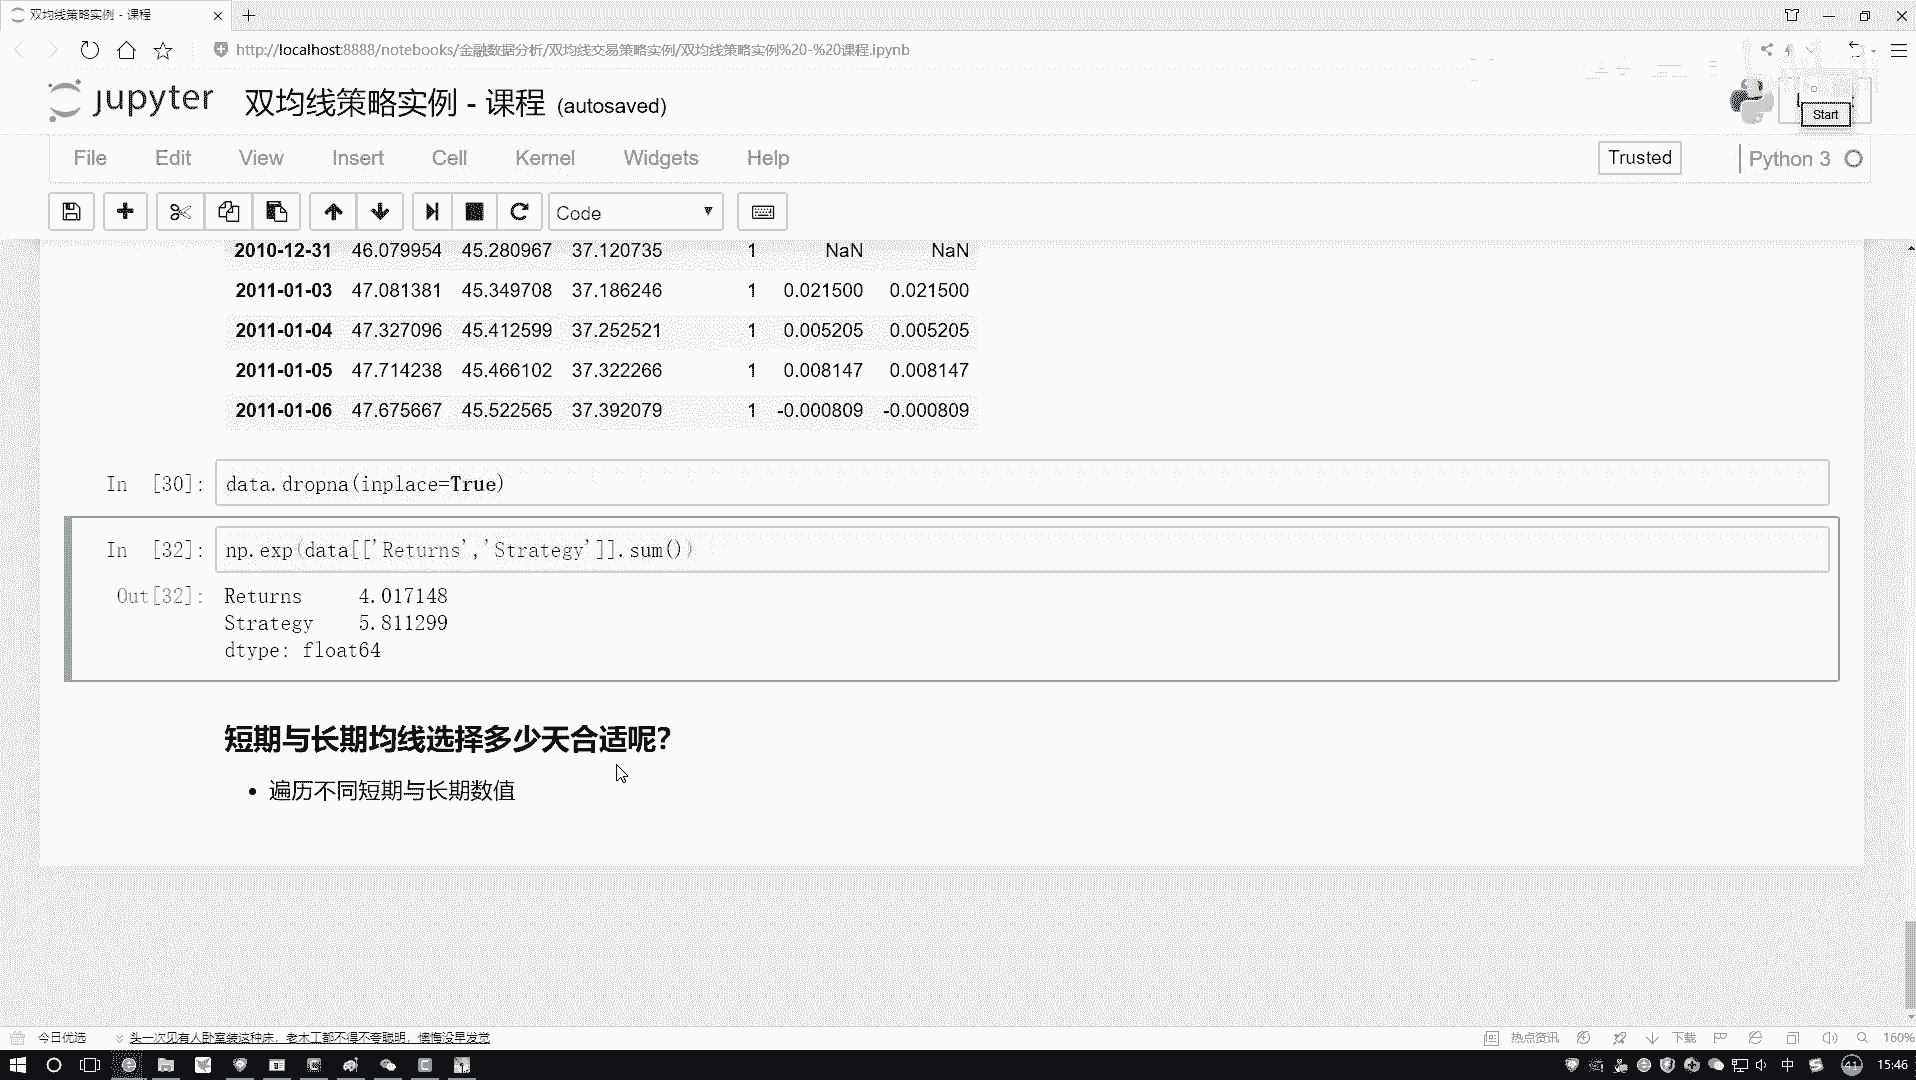 双均线策略实例 - 课程
http://localhost:8888/notebooks/金融数据分析/双均线交易策略实例/双均线策略实例%20-%20课程.ipynb
jupyter 双均线策略实例 - 课程 (autosaved)
Start
File Edit View Insert Cell Kernel Widgets Help
Trusted Python 3
Code
2010-12-31 46.079954 45.280967 37.120735 1 NaN NaN
2011-01-03 47.081381 45.349708 37.186246 1 0.021500 0.021500
2011-01-04 47.327096 45.412599 37.252521 1 0.005205 0.005205
2011-01-05 47.714238 45.466102 37.322266 1 0.008147 0.008147
2011-01-06 47.675667 45.522565 37.392079 1 -0.000809 -0.000809
In [30]: data.dropna(inplace=True)
In [32]: np.exp(data[['Returns','Strategy']].sum())
Out[32]: Returns 4.017148
Strategy 5.811299
dtype: float64
短期与长期均线选择多少天合适呢?
• 遍历不同短期与长期数值
今日优选 头一次见有人卧室装这种床，老木工都不得不夸聪明，懊悔没早发觉
热点资讯 下载 160%
中 41 15:46